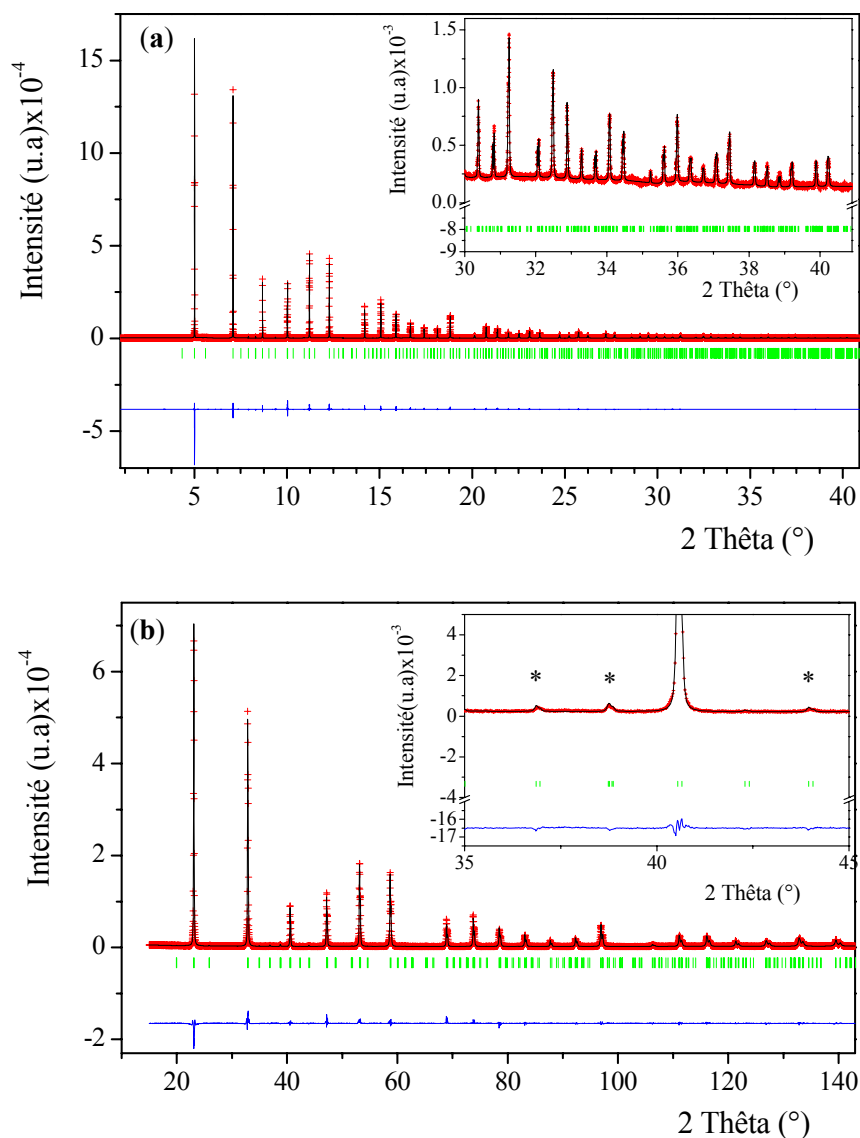 (a)
Intensité (u.a)x10-4
15
10
5
0
-5
5 10 15 20 25 30 35 40
2 Thêta (°)
Intensité (u.a)x10-3
1.5
1.0
0.5
0.0
-8
-9
30 32 34 36 38 40
2 Thêta (°)
(b)
Intensité (u.a)x10-4
6
4
2
0
-2
20 40 60 80 100 120 140
2 Thêta (°)
Intensité(u.a)x10-3
4
2
0
-2
-4
-16
-17
* * *
35 40 45
2 Thêta (°)